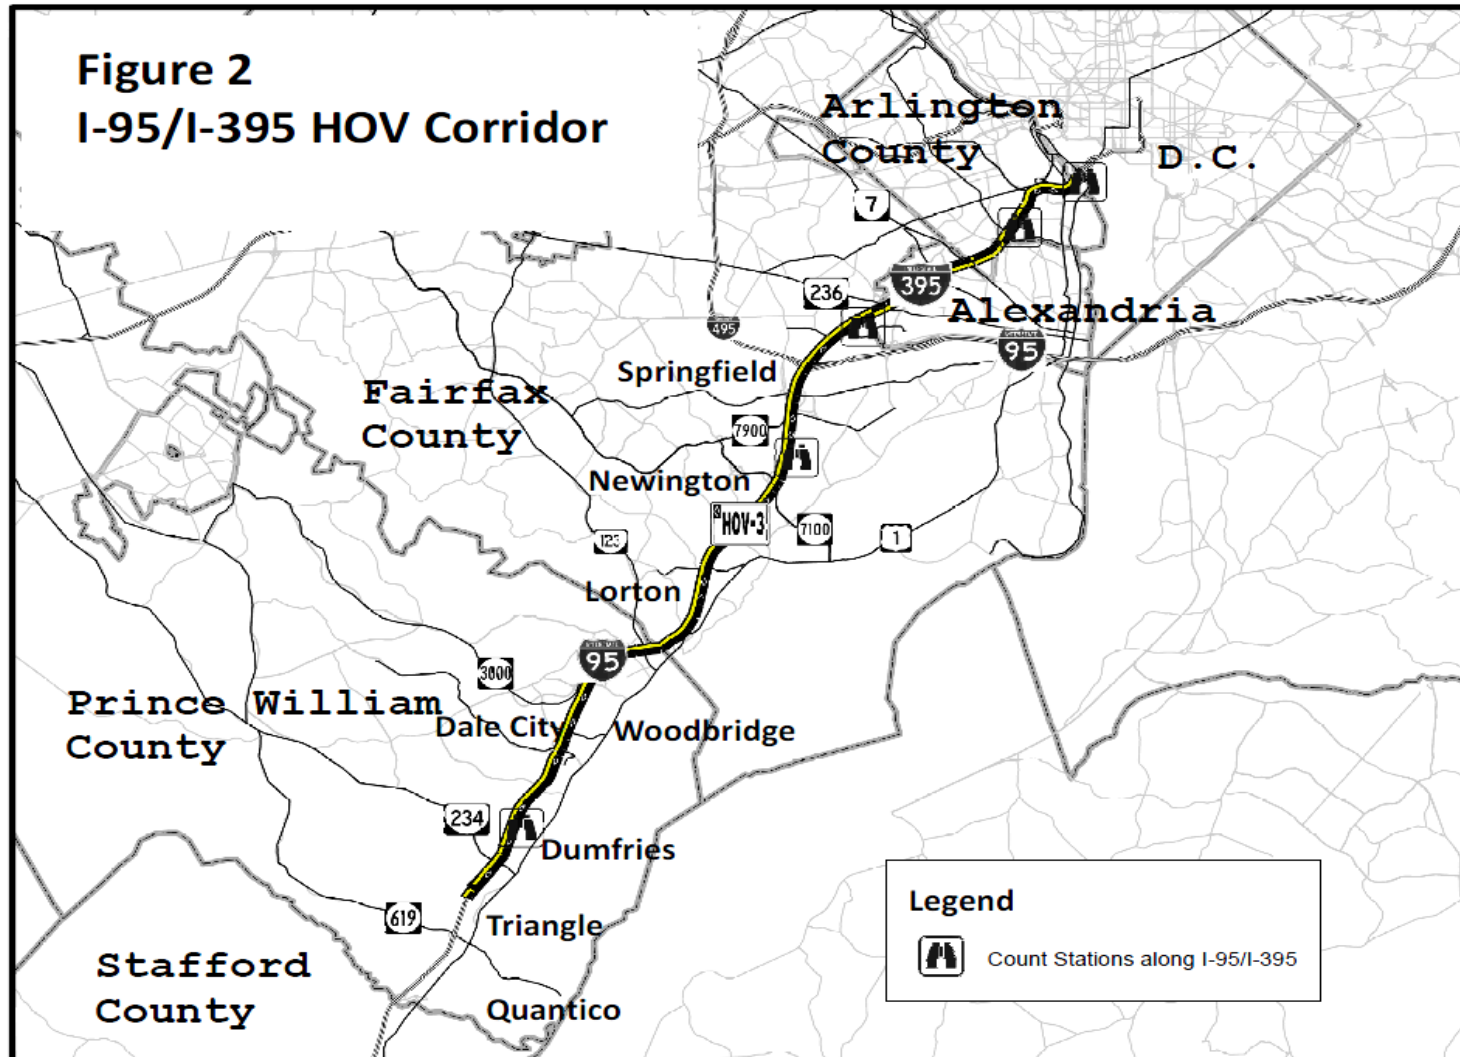 Figure 2
I-95/I-395 HOV Corridor
Arlington
County
D.C.
7
395
236
Alexandria
495
95
Springfield
Fairfax
County
7900
Newington
HOV-3
7100
1
123
Lorton
95
3000
Prince William
County
Dale City
Woodbridge
234
Dumfries
Legend
Count Stations along I-95/I-395
619
Triangle
Stafford
County
Quantico